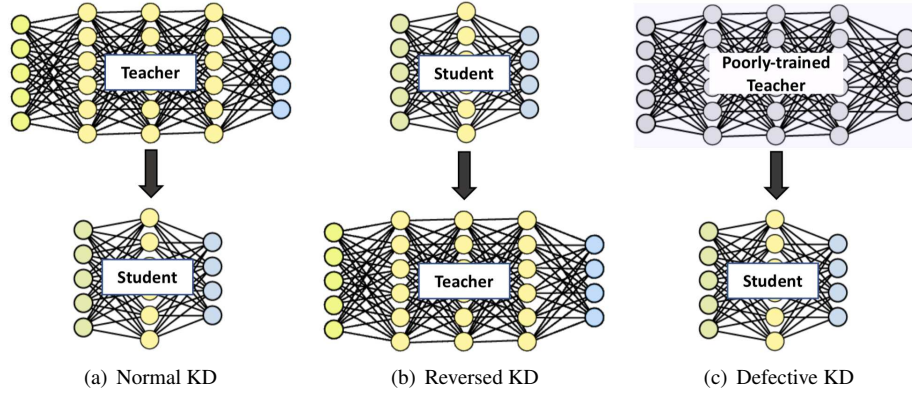 Teacher
Student
(a) Normal KD
Student
Teacher
(b) Reversed KD
Poorly-trained
Teacher
Student
(c) Defective KD